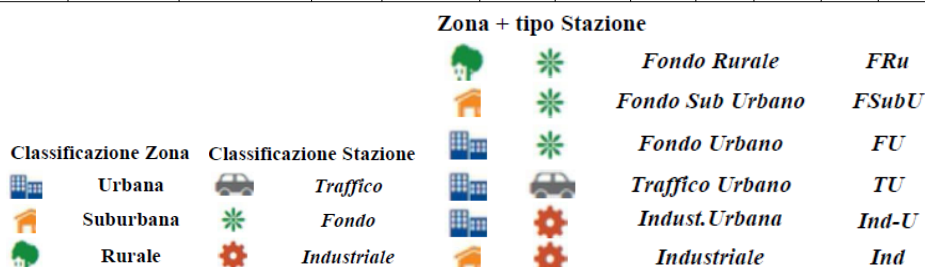 Zona + tipo Stazione
Fondo Rurale FRu
Fondo Sub Urbano FSubU
Fondo Urbano FU
Classificazione Zona Classificazione Stazione
Urbana Traffico Traffico Urbano TU
Suburbana Fondo Indust.Urbana Ind-U
Rurale Industriale Industriale Ind